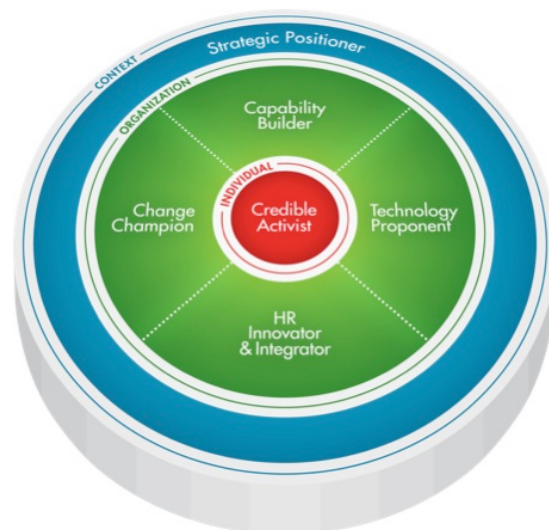 CONTEXT
Strategic Positioner
ORGANIZATION
Capability
Builder
INDIVIDUAL
Change
Champion
Credible
Activist
Technology
Proponent
HR
Innovator
& Integrator